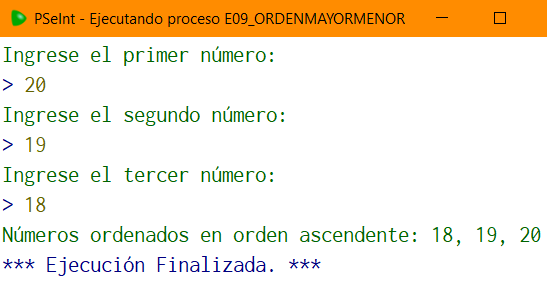 PSeInt - Ejecutando proceso E09_ORDENMAYORMENOR
Ingrese el primer número:
> 20
Ingrese el segundo número:
> 19
Ingrese el tercer número:
> 18
Números ordenados en orden ascendente: 18, 19, 20
*** Ejecución Finalizada. ***